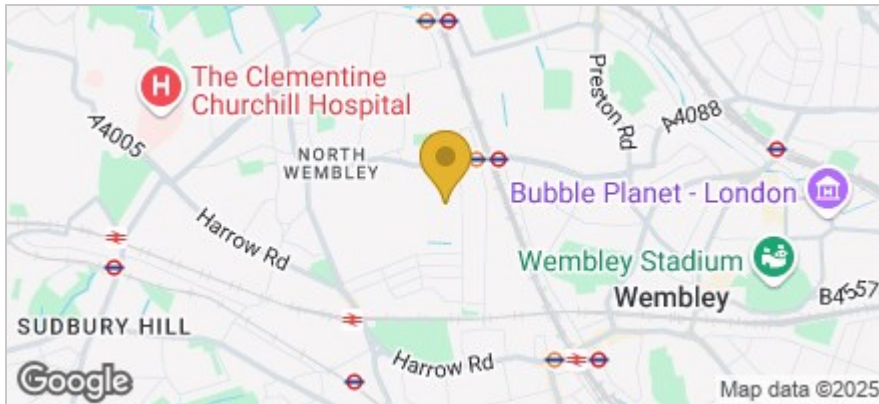 The Clementine
Churchill Hospital
H
A4005
NORTH
WEMBLEY
Preston Rd
A4088
Bubble Planet - London
Harrow Rd
Wembley Stadium
Wembley
SUDBURY HILL
Harrow Rd
Google
Map data ©2025